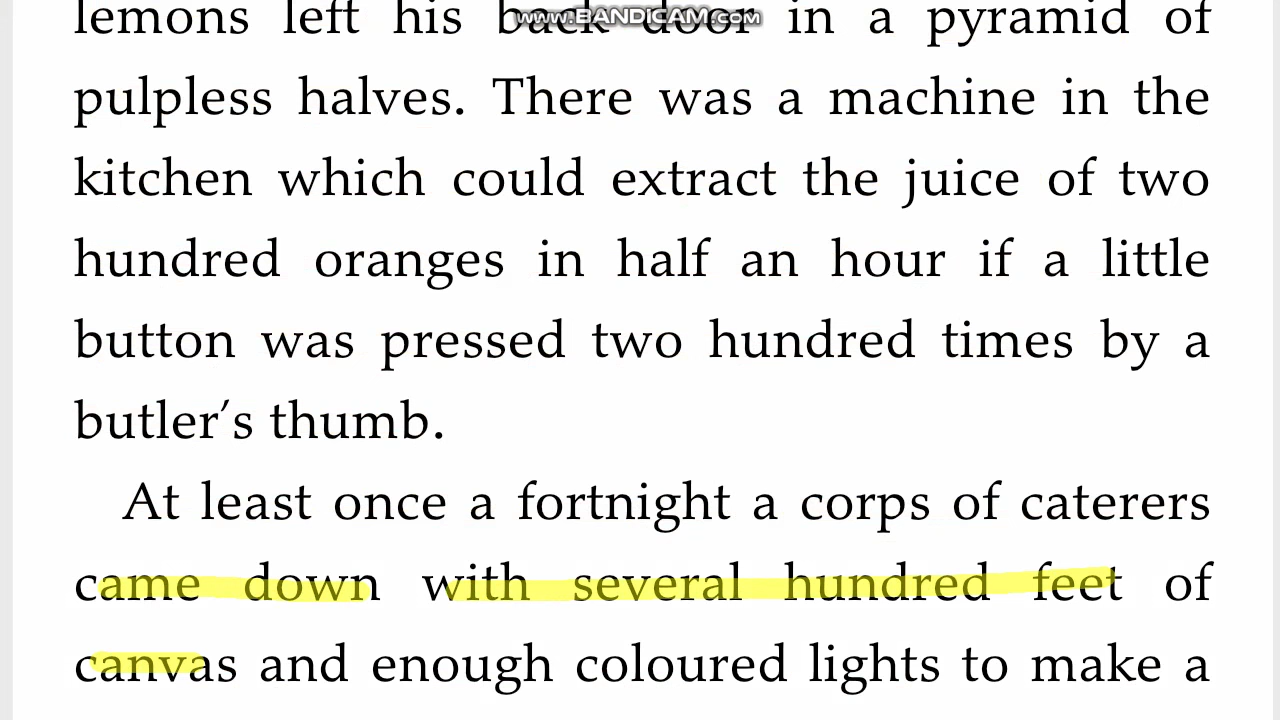 lemons left his back door in a pyramid of
www.BANDICAM.com
pulpless halves. There was a machine in the
kitchen which could extract the juice of two
hundred oranges in half an hour if a little
button was pressed two hundred times by a
butler’s thumb.
At least once a fortnight a corps of caterers
came down with several hundred feet of
canvas and enough coloured lights to make a